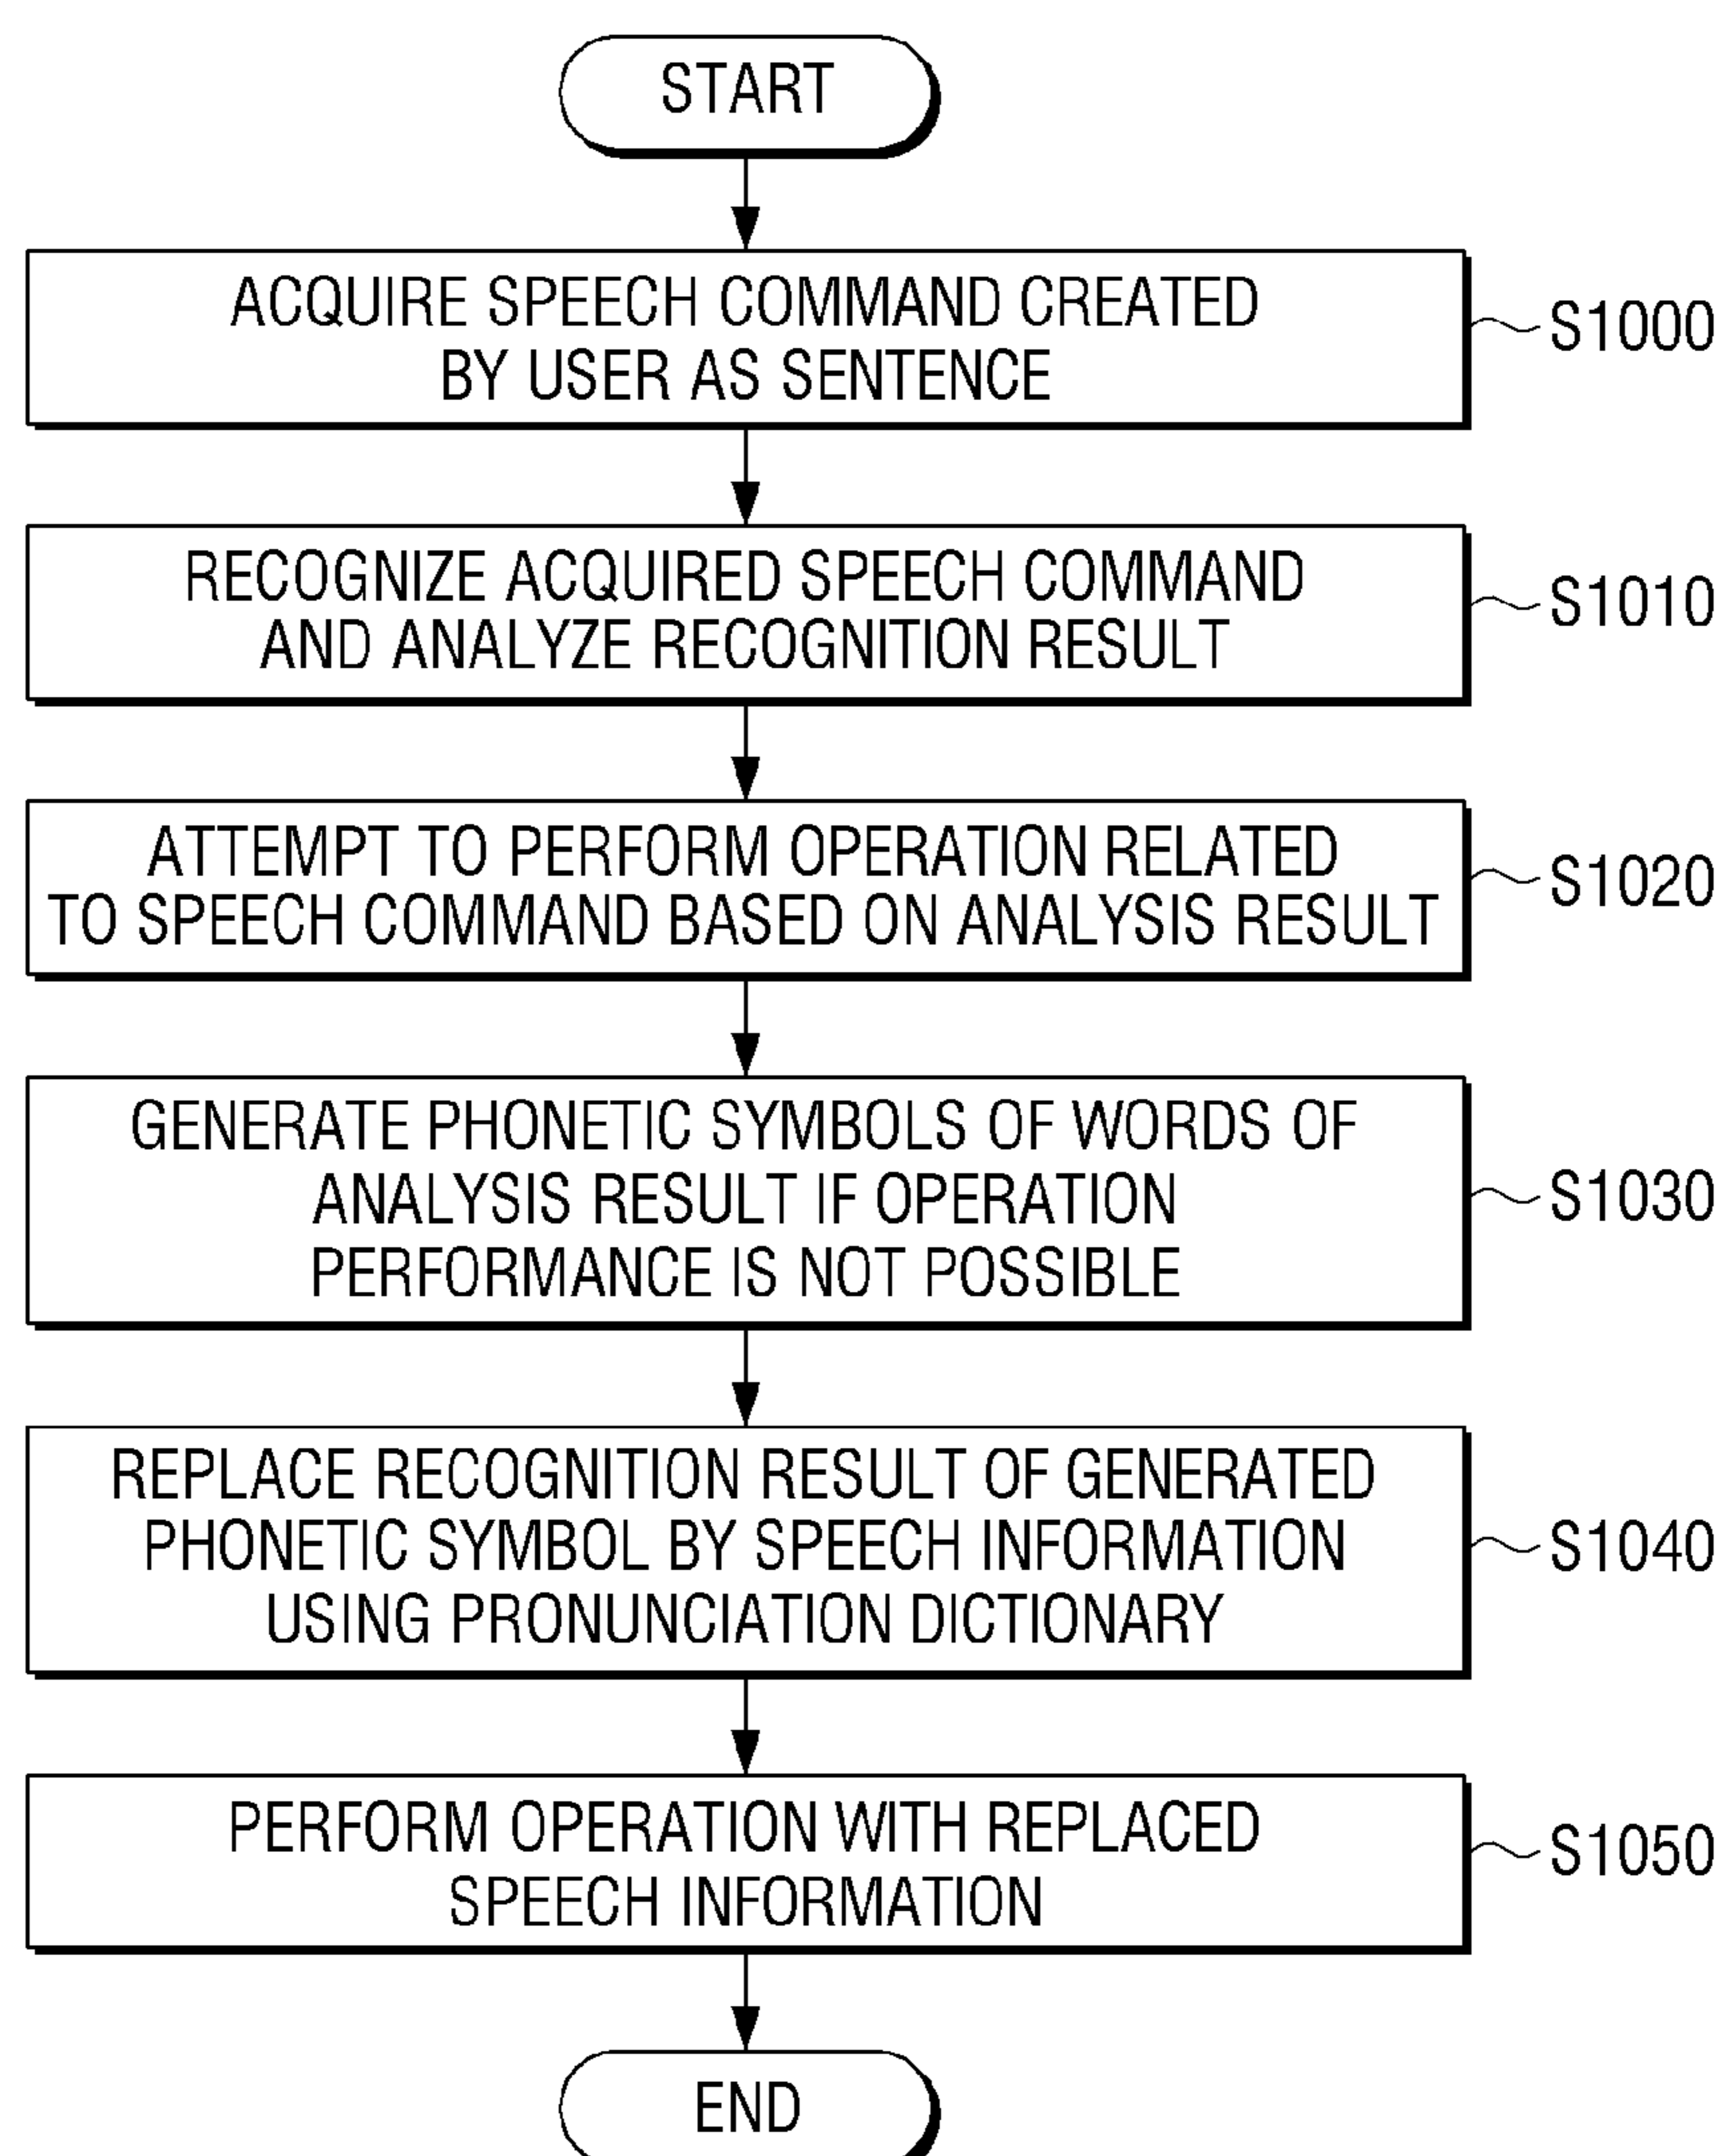 START
ACQUIRE SPEECH COMMAND CREATED
BY USER AS SENTENCE
S1000
RECOGNIZE ACQUIRED SPEECH COMMAND
AND ANALYZE RECOGNITION RESULT
S1010
ATTEMPT TO PERFORM OPERATION RELATED
TO SPEECH COMMAND BASED ON ANALYSIS RESULT
S1020
GENERATE PHONETIC SYMBOLS OF WORDS OF
ANALYSIS RESULT IF OPERATION
PERFORMANCE IS NOT POSSIBLE
S1030
REPLACE RECOGNITION RESULT OF GENERATED
PHONETIC SYMBOL BY SPEECH INFORMATION
USING PRONUNCIATION DICTIONARY
S1040
PERFORM OPERATION WITH REPLACED
SPEECH INFORMATION
S1050
END